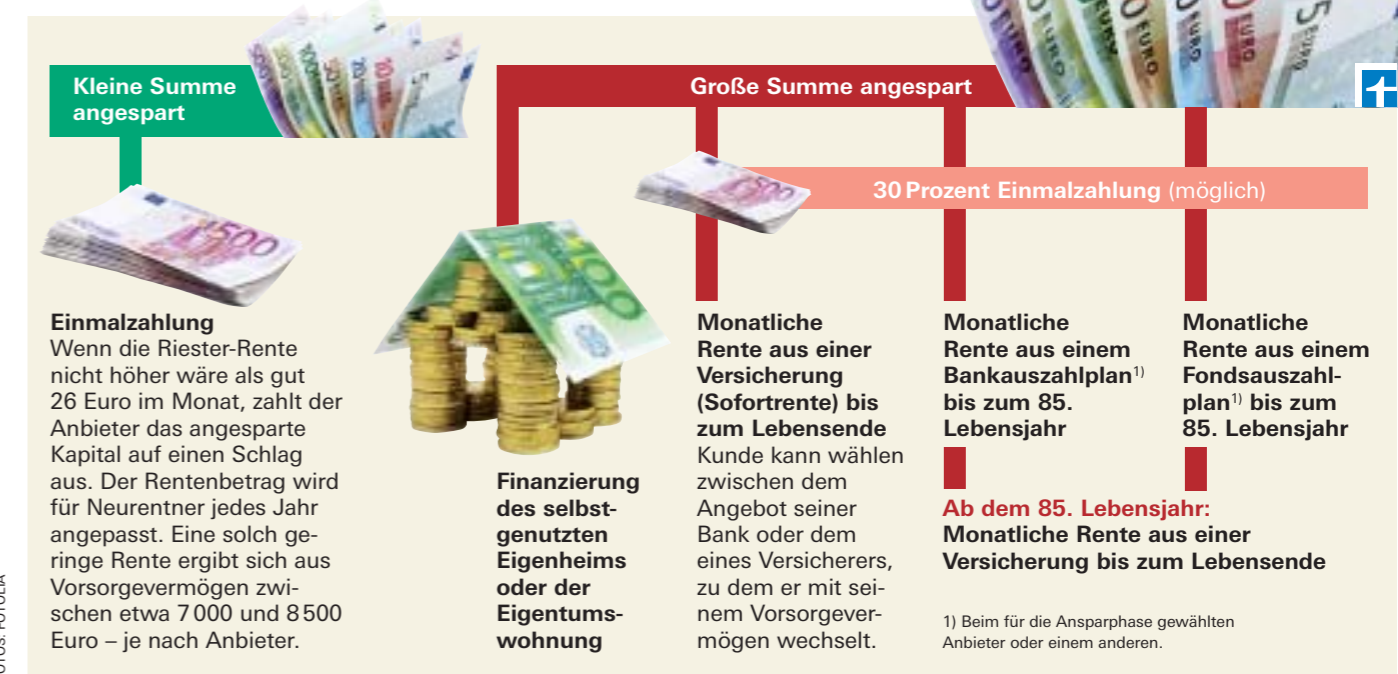 Kleine Summe
angespart
Große Summe angespart
30 Prozent Einmalzahlung (möglich)
Einmalzahlung
Wenn die Riester-Rente
nicht höher wäre als gut
26 Euro im Monat, zahlt der
Anbieter das angesparte
Kapital auf einen Schlag
aus. Der Rentenbetrag wird
für Neurentner jedes Jahr
angepasst. Eine solch ge-
ringe Rente ergibt sich aus
Vorsorgevermögen zwi-
schen etwa 7 000 und 8 500
Euro – je nach Anbieter.
Finanzierung
des selbst-
genutzten
Eigenheims
oder der
Eigentums-
wohnung
Monatliche
Rente aus einer
Versicherung
(Sofortrente) bis
zum Lebensende
Kunde kann wählen
zwischen dem
Angebot seiner
Bank oder dem
eines Versicherers,
zu dem er mit sei-
nem Vorsorgever-
mögen wechselt.
Monatliche
Rente aus einem
Bankauszahlplan1)
bis zum 85.
Lebensjahr
Monatliche
Rente aus einem
Fondsauszahl-
plan1) bis zum
85. Lebensjahr
Ab dem 85. Lebensjahr:
Monatliche Rente aus einer
Versicherung bis zum Lebensende
1) Beim für die Ansparphase gewählten
Anbieter oder einem anderen.
500
500
100
5 EURO